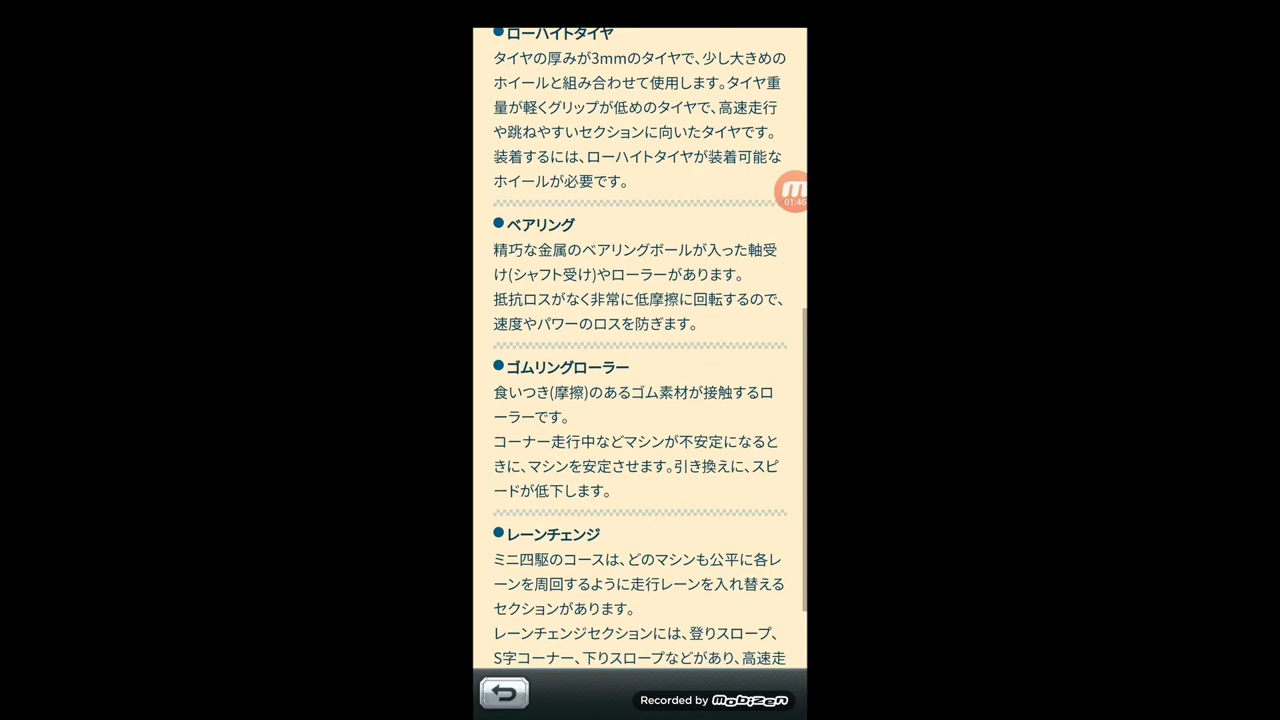 ローハイトタイヤ
タイヤの厚みが3mmのタイヤで、少し大きめの
ホイールと組み合わせて使用します。タイヤ重
量が軽くグリップが低めのタイヤで、高速走行
や跳ねやすいセクションに向いたタイヤです。
装着するには、ローハイトタイヤが装着可能な
ホイールが必要です。
01:45
●ベアリング
精巧な金属のベアリングボールが入った軸受
け(シャフト受け)やローラーがあります。
抵抗ロスがなく非常に低摩擦に回転するので、
速度やパワーのロスを防ぎます。
●ゴムリングローラー
食いつき(摩擦)のあるゴム素材が接触するロ
ーラーです。
コーナー走行中などマシンが不安定になると
きに、マシンを安定させます。引き換えに、スピ
ードが低下します。
●レーンチェンジ
ミニ四駆のコースは、どのマシンも公平に各レ
ーンを周回するように走行レーンを入れ替える
セクションがあります。
レーンチェンジセクションには、登りスロープ、
S字コーナー、下りスロープなどがあり、高速走
Recorded by mobizen